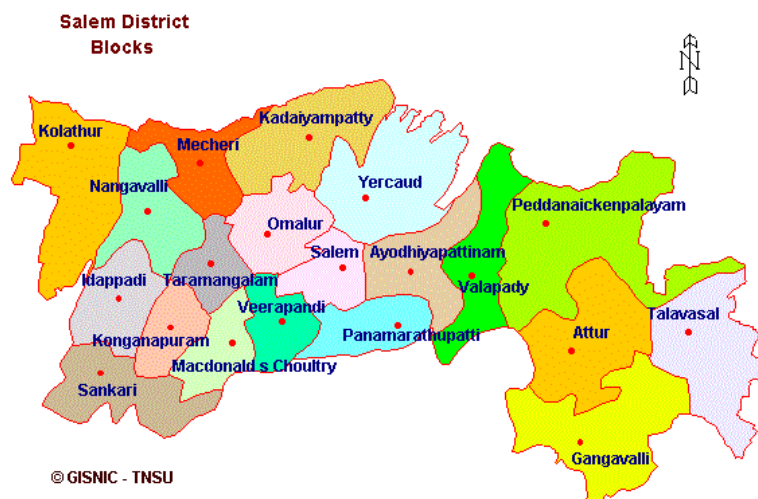 Salem District
Blocks
N
Kadaiyampatty
Kolathur
Mecheri
Yercaud
Nangavalli
Peddanaickenpalayam
Omalur
Salem
Ayodhiyapattinam
Idappadi
Taramangalam
Valapady
Veerapandi
Talavasal
Konganapuram
Panamarathupatti
Attur
Macdonald s Choultry
Sankari
Gangavalli
© GISNIC - TNSU